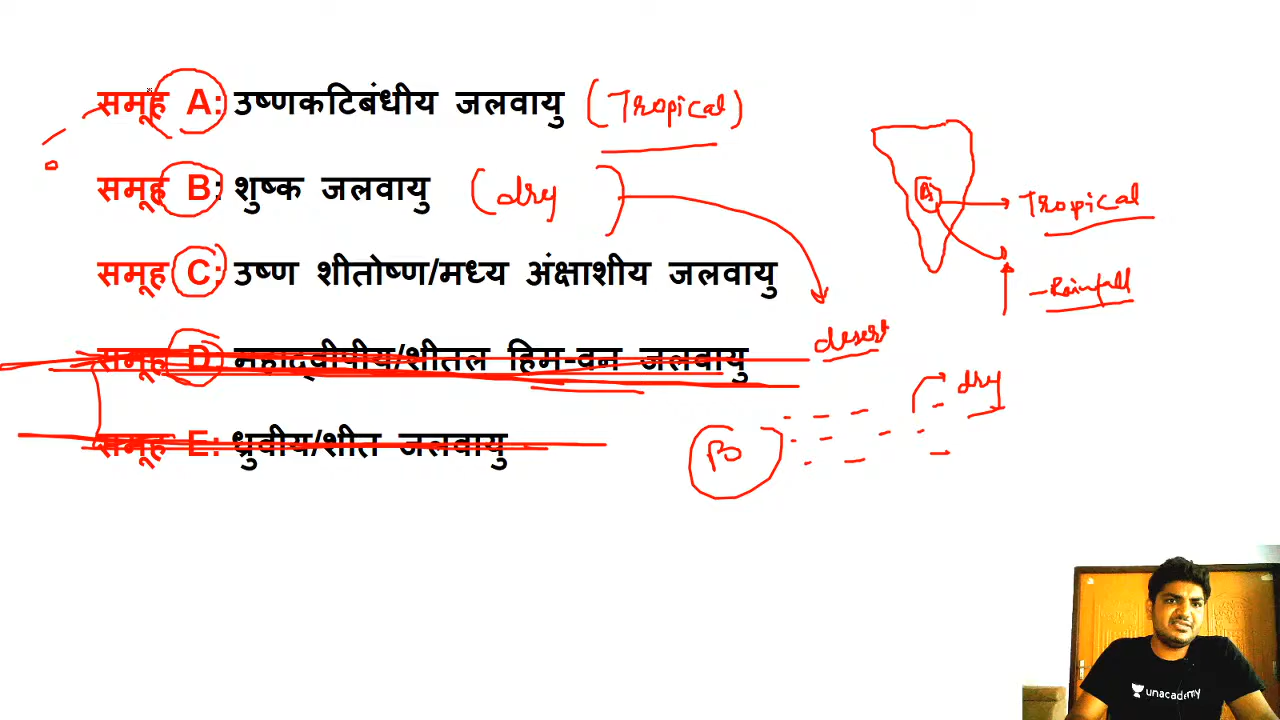 समूह A: उष्णकटिबंधीय जलवायु (Tropical)
समूह B: शुष्क जलवायु (dry)
समूह C: उष्ण शीतोष्ण/मध्य अंक्षाशीय जलवायु
समूह D: महाद्वीपीय/शीतल हिम-वन जलवायु
समूह E: ध्रुवीय/शीत जलवायु
Tropical
Rainfall
desert
dry
unacademy